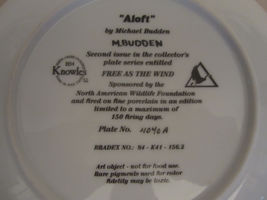 "Aloft"
by Michael Budden
M.BUDDEN
Second issue in the collector's
plate series entitled
Knowles
FREE AS THE WIND
Sponsored by the
North American Wildlife Foundation
and fired on fine porcelain in an edition
limited to a maximum of
150 firing days.
Plate No. 4040A
BRADEX NO.: 84 - K41 - 156.2
Art object - not for food use.
Rare pigments used for color
fidelity may be toxic.